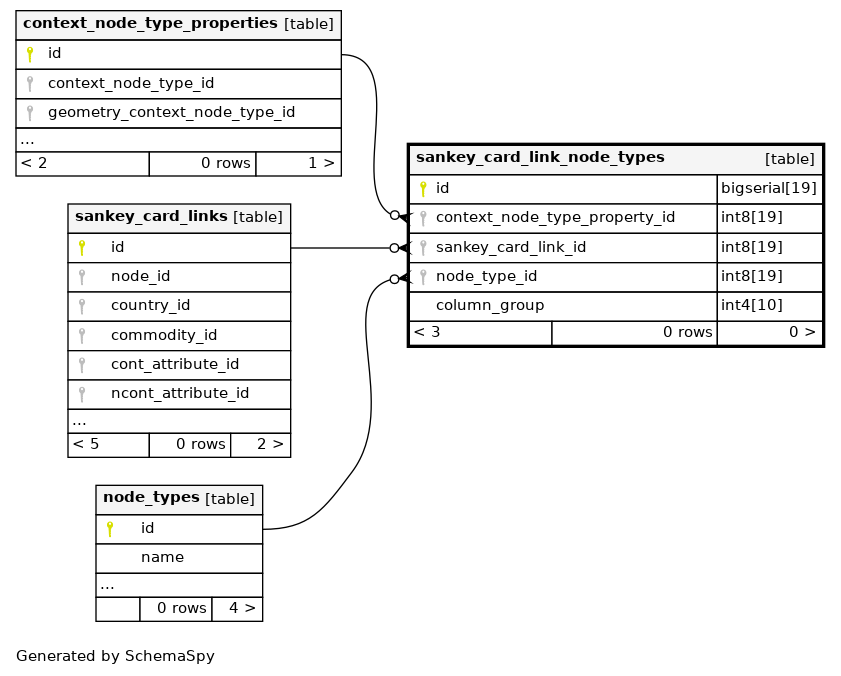 context_node_type_properties [table]
id
context_node_type_id
geometry_context_node_type_id
...
< 2 0 rows 1 >
sankey_card_links [table]
id
node_id
country_id
commodity_id
cont_attribute_id
ncont_attribute_id
...
< 5 0 rows 2 >
node_types [table]
id
name
...
0 rows 4 >
sankey_card_link_node_types [table]
id bigserial[19]
context_node_type_property_id int8[19]
sankey_card_link_id int8[19]
node_type_id int8[19]
column_group int4[10]
< 3 0 rows 0 >
Generated by SchemaSpy